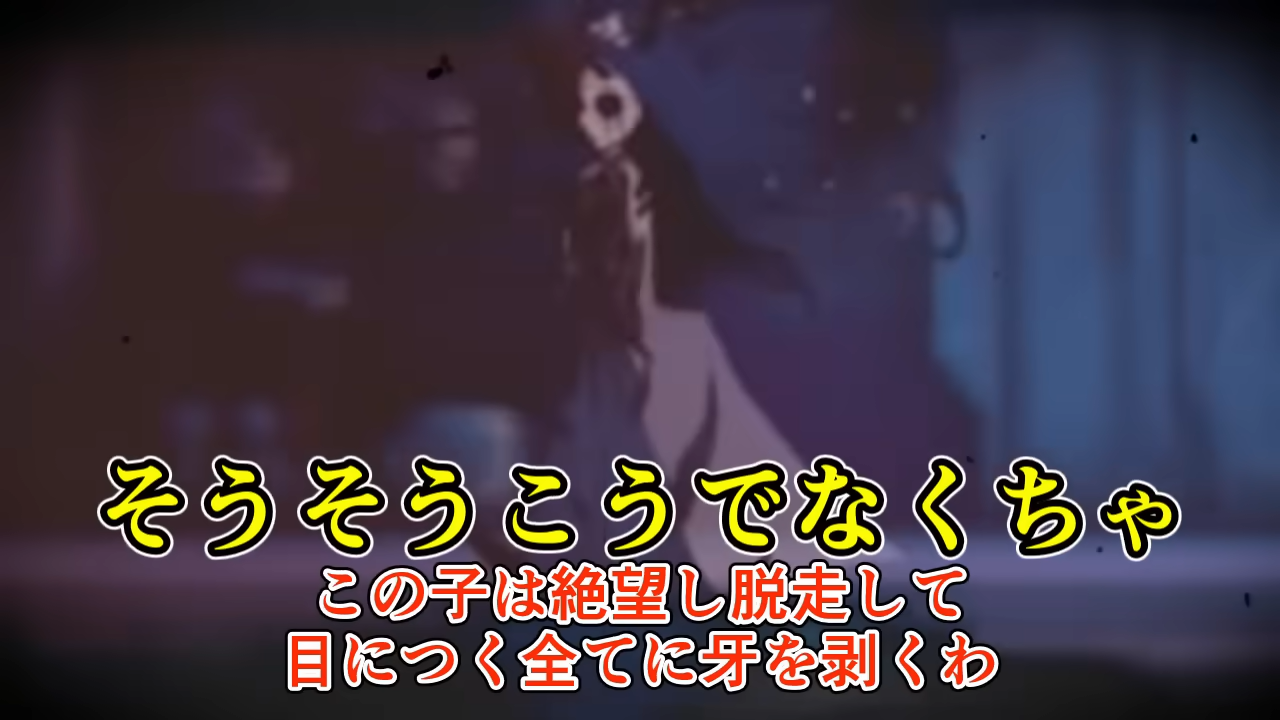 そうそうこうでなくちゃ
この子は絶望し脱走して
目につく全てに牙を剥くわ